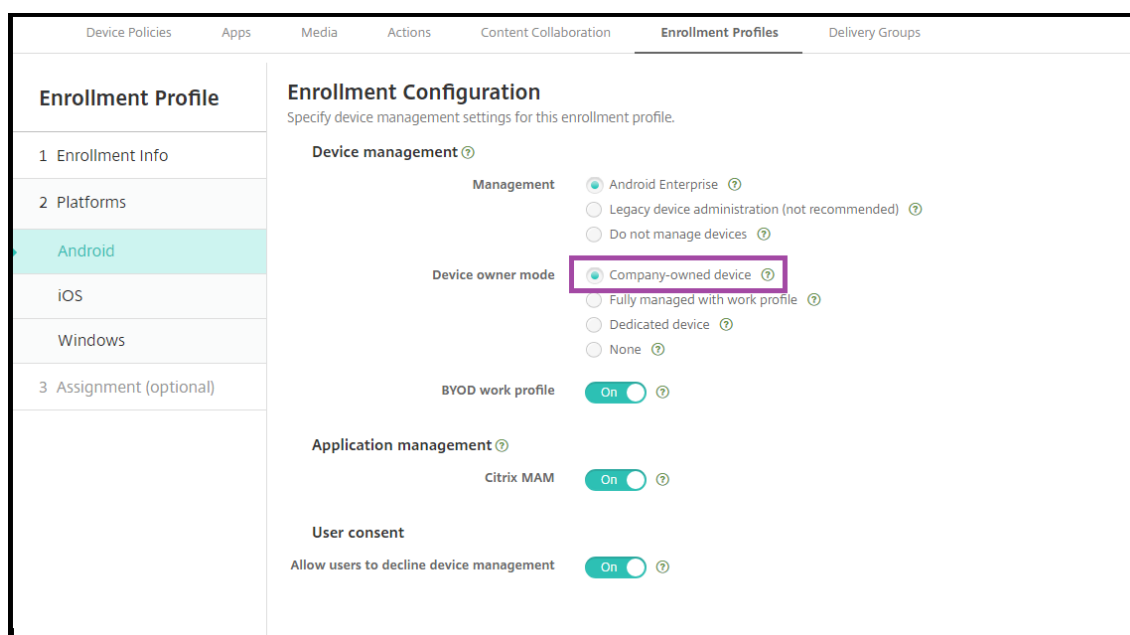 Device Policies Apps Media Actions Content Collaboration Enrollment Profiles Delivery Groups
Enrollment Profile
1 Enrollment Info
2 Platforms
Android
iOS
Windows
3 Assignment (optional)
Enrollment Configuration
Specify device management settings for this enrollment profile.
Device management ?
Management
Android Enterprise ?
Legacy device administration (not recommended) ?
Do not manage devices ?
Device owner mode
Company-owned device ?
Fully managed with work profile ?
Dedicated device ?
None ?
BYOD work profile On ?
Application management ?
Citrix MAM On ?
User consent
Allow users to decline device management On ?